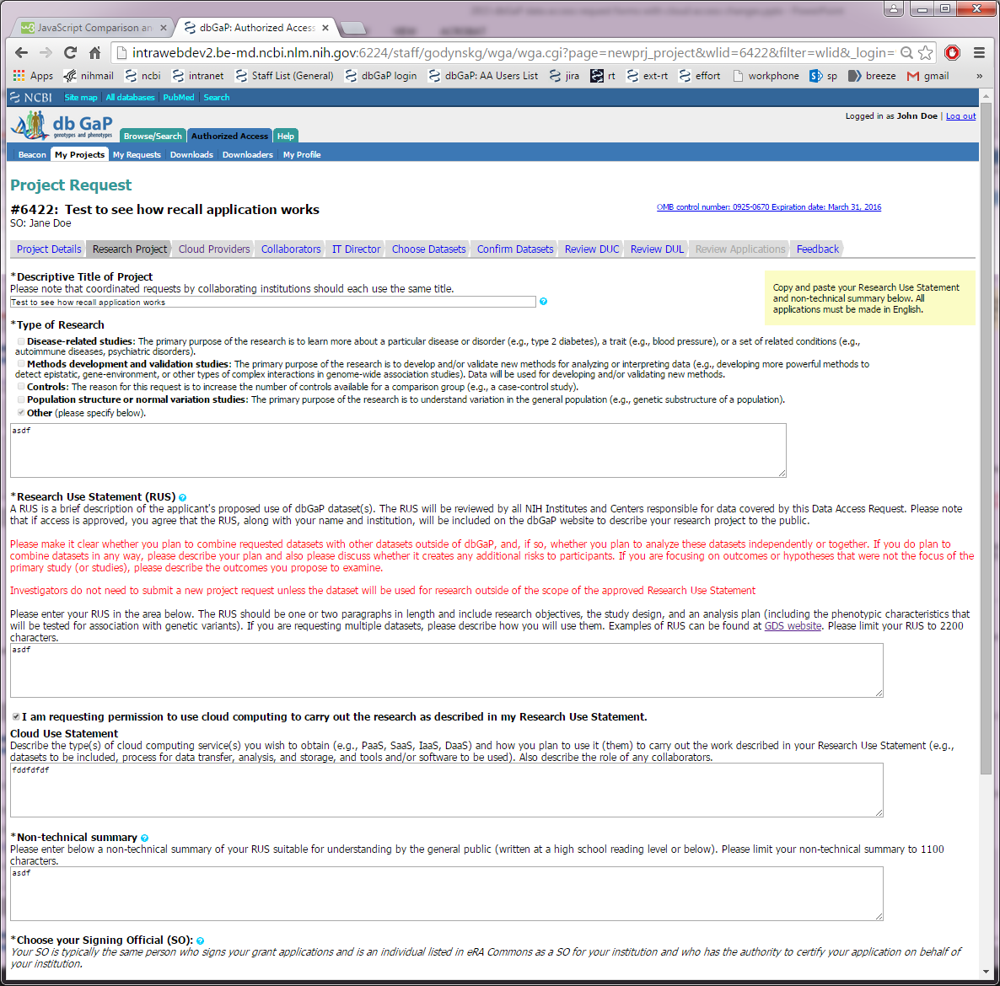 JavaScript Comparison an
dbGaP: Authorized Access
intrawebdev2.be-md.ncbi.nlm.nih.gov:6224/staff/godynskg/wga/wga.cgi?page=newprj_project&wlid=6422&filter=wlid&_login=
Apps nihmail ncbi intranet Staff List (General) dbGaP login dbGaP: AA Users List jira rt ext-rt effort workphone sp breeze gmail »
NCBI Site map All databases PubMed Search
Logged in as John Doe | Log out
db GaP
genotypes and phenotypes
Browse/Search Authorized Access Help
Beacon My Projects My Requests Downloads Downloaders My Profile
Project Request
#6422: Test to see how recall application works
OMB control number: 0925-0670 Expiration date: March 31, 2016
SO: Jane Doe
Project Details Research Project Cloud Providers Collaborators IT Director Choose Datasets Confirm Datasets Review DUC Review DUL Review Applications Feedback
*Descriptive Title of Project
Please note that coordinated requests by collaborating institutions should each use the same title.
Test to see how recall application works
Copy and paste your Research Use Statement
and non-technical summary below. All
applications must be made in English.
*Type of Research
Disease-related studies: The primary purpose of the research is to learn more about a particular disease or disorder (e.g., type 2 diabetes), a trait (e.g., blood pressure), or a set of related conditions (e.g.,
autoimmune diseases, psychiatric disorders).
Methods development and validation studies: The primary purpose of the research is to develop and/or validate new methods for analyzing or interpreting data (e.g., developing more powerful methods to
detect epistatic, gene-environment, or other types of complex interactions in genome-wide association studies). Data will be used for developing and/or validating new methods.
Controls: The reason for this request is to increase the number of controls available for a comparison group (e.g., a case-control study).
Population structure or normal variation studies: The primary purpose of the research is to understand variation in the general population (e.g., genetic substructure of a population).
Other (please specify below).
asdf
*Research Use Statement (RUS)
A RUS is a brief description of the applicant's proposed use of dbGaP dataset(s). The RUS will be reviewed by all NIH Institutes and Centers responsible for data covered by this Data Access Request. Please note
that if access is approved, you agree that the RUS, along with your name and institution, will be included on the dbGaP website to describe your research project to the public.
Please make it clear whether you plan to combine requested datasets with other datasets outside of dbGaP, and, if so, whether you plan to analyze these datasets independently or together. If you do plan to
combine datasets in any way, please describe your plan and also please discuss whether it creates any additional risks to participants. If you are focusing on outcomes or hypotheses that were not the focus of the
primary study (or studies), please describe the outcomes you propose to examine.
Investigators do not need to submit a new project request unless the dataset will be used for research outside of the scope of the approved Research Use Statement
Please enter your RUS in the area below. The RUS should be one or two paragraphs in length and include research objectives, the study design, and an analysis plan (including the phenotypic characteristics that
will be tested for association with genetic variants). If you are requesting multiple datasets, please describe how you will use them. Examples of RUS can be found at GDS website. Please limit your RUS to 2200
characters.
asdf
I am requesting permission to use cloud computing to carry out the research as described in my Research Use Statement.
Cloud Use Statement
Describe the type(s) of cloud computing service(s) you wish to obtain (e.g., PaaS, SaaS, IaaS, DaaS) and how you plan to use it (them) to carry out the work described in your Research Use Statement (e.g.,
datasets to be included, process for data transfer, analysis, and storage, and tools and/or software to be used). Also describe the role of any collaborators.
fddfdfdf
*Non-technical summary
Please enter below a non-technical summary of your RUS suitable for understanding by the general public (written at a high school reading level or below). Please limit your non-technical summary to 1100
characters.
asdf
*Choose your Signing Official (SO):
Your SO is typically the same person who signs your grant applications and is an individual listed in eRA Commons as a SO for your institution and who has the authority to certify your application on behalf of
your institution.